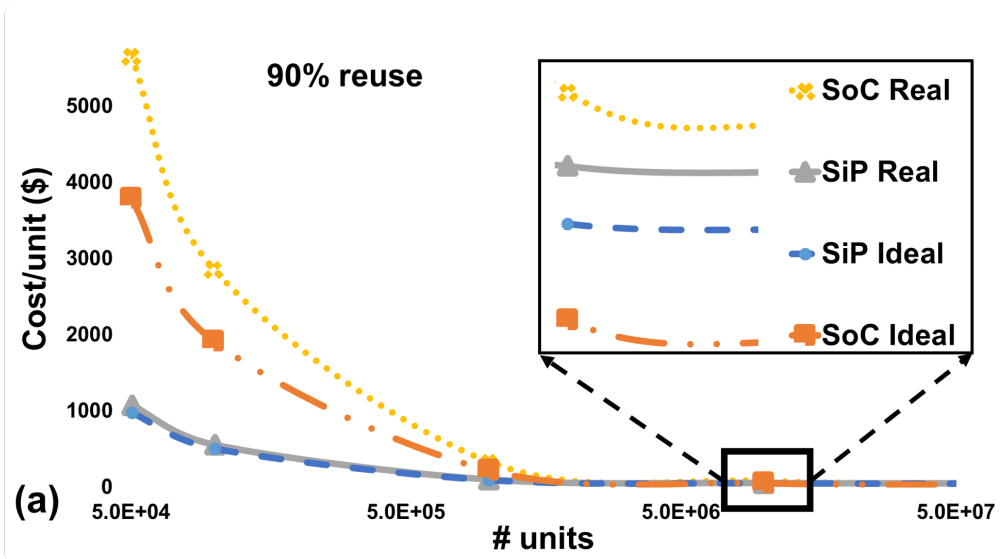 90% reuse
SoC Real
SiP Real
SiP Ideal
SoC Ideal
Cost/unit ($)
5000
4000
3000
2000
1000
0
(a)
5.0E+04
5.0E+05
5.0E+06
5.0E+07
# units